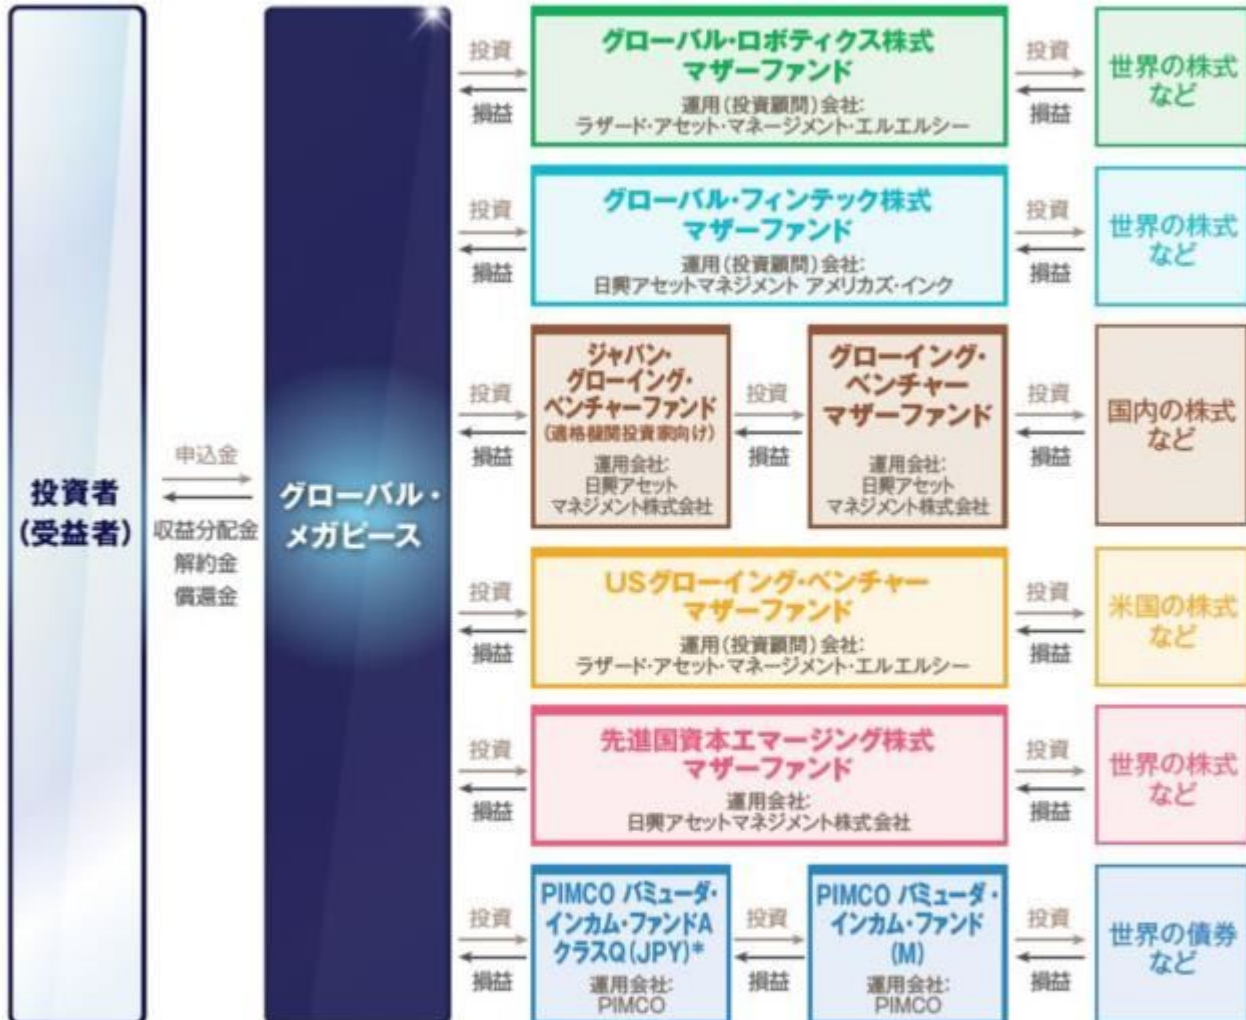 投資者
(受益者)
申込金
収益分配金
解約金
償還金
グローバル・
メガピース
投資
損益
グローバル・ロボティクス株式
マザーファンド
運用(投資顧問)会社:
ラザード・アセット・マネージメント・エルエルシー
投資
損益
世界の株式
など
投資
損益
グローバル・フィンテック株式
マザーファンド
運用(投資顧問)会社:
日興アセットマネジメント アメリカズ・インク
投資
損益
世界の株式
など
投資
損益
ジャパン・
グローイング・
ベンチャーファンド
(適格機関投資家向け)
運用会社:
日興アセット
マネジメント株式会社
投資
損益
グローイング・
ベンチャー
マザーファンド
運用会社:
日興アセット
マネジメント株式会社
投資
損益
国内の株式
など
投資
損益
USグローイング・ベンチャー
マザーファンド
運用(投資顧問)会社:
ラザード・アセット・マネージメント・エルエルシー
投資
損益
米国の株式
など
投資
損益
先進国資本エマージング株式
マザーファンド
運用会社:
日興アセットマネジメント株式会社
投資
損益
世界の株式
など
投資
損益
PIMCO バミューダ・
インカム・ファンドA
クラスQ(JPY)*
運用会社:
PIMCO
投資
損益
PIMCO バミューダ・
インカム・ファンド
(M)
運用会社:
PIMCO
投資
損益
世界の債券
など